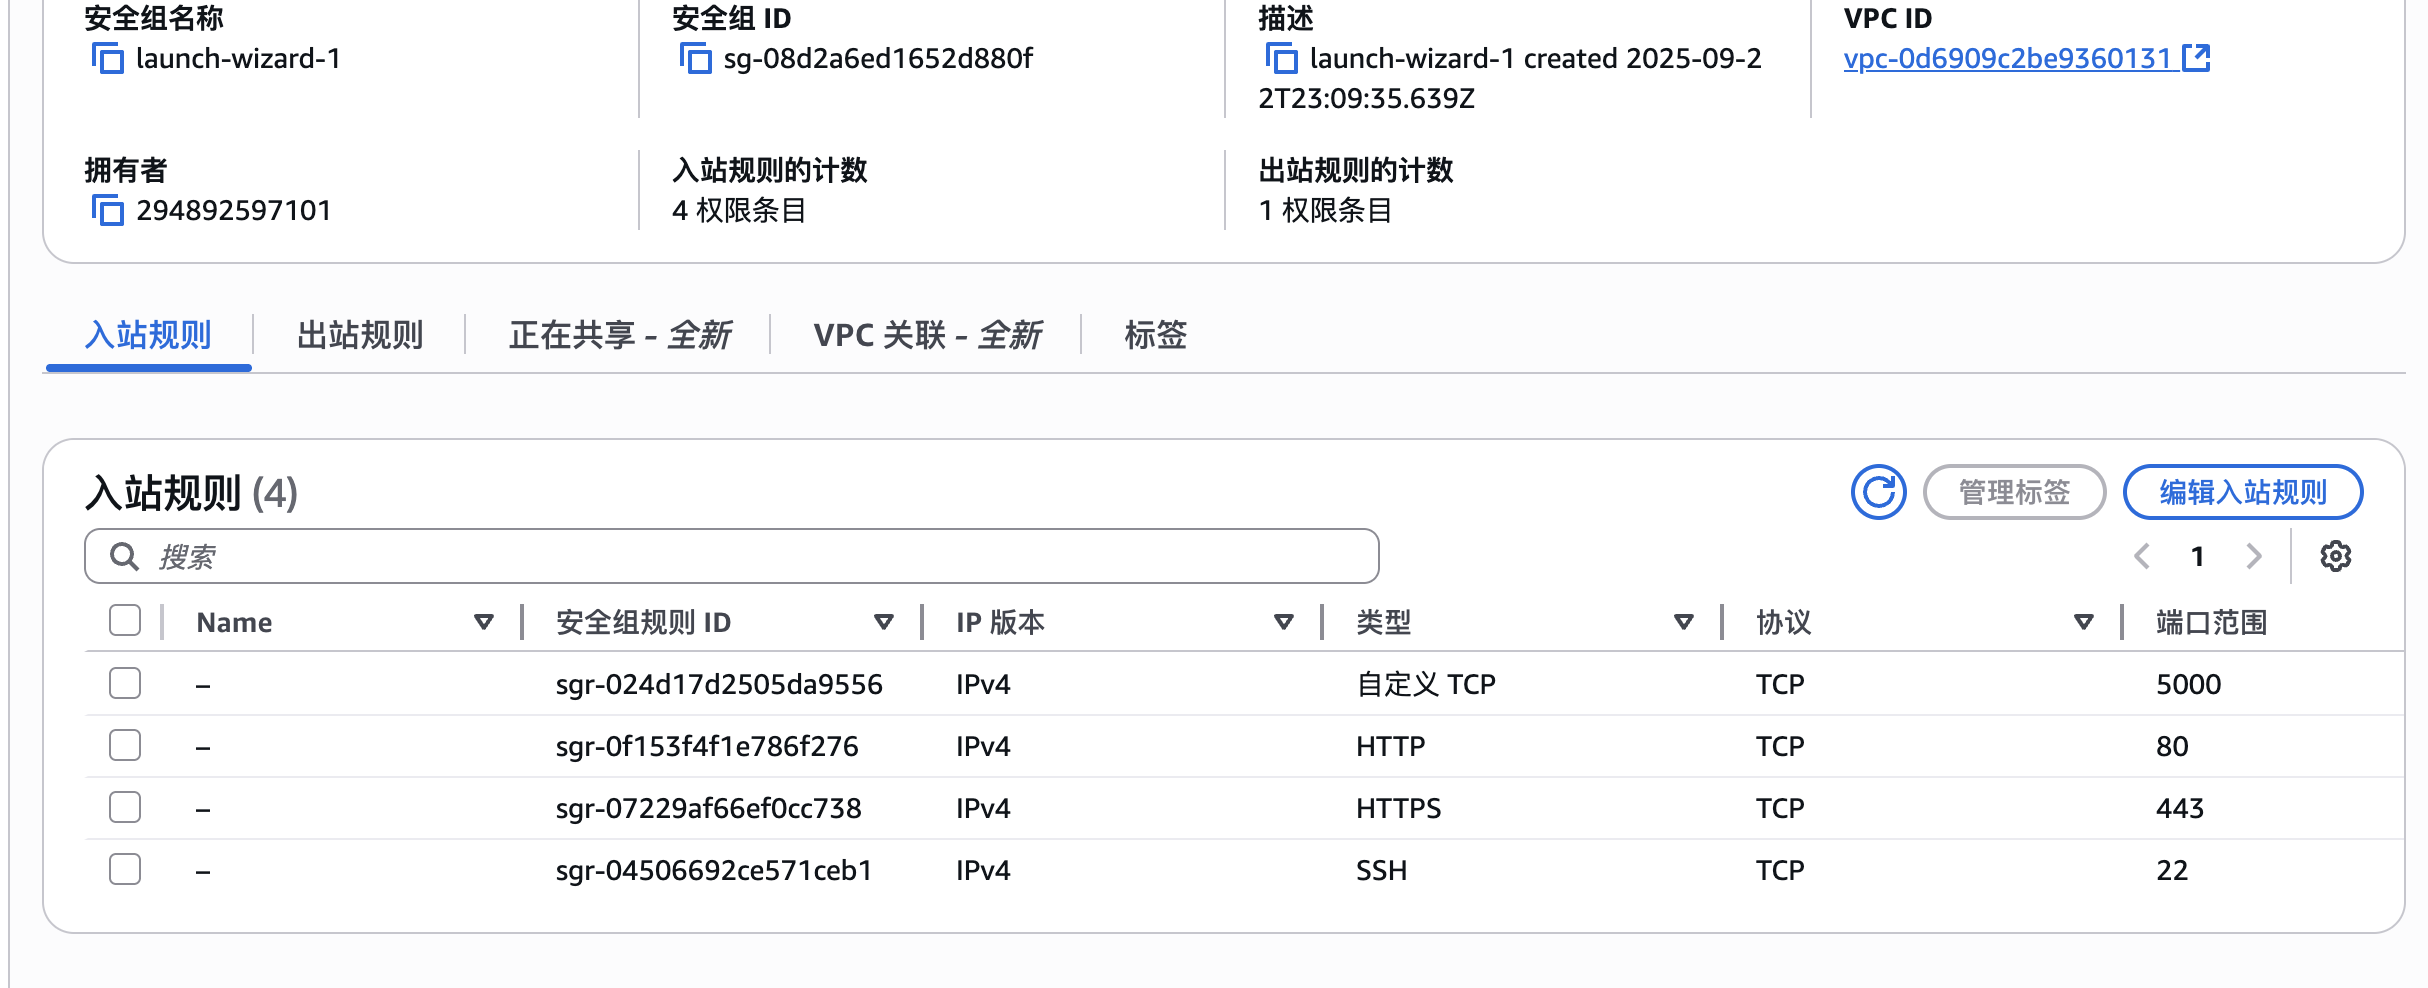 安全组名称
launch-wizard-1
安全组 ID
sg-08d2a6ed1652d880f
描述
launch-wizard-1 created 2025-09-2
2T23:09:35.639Z
VPC ID
vpc-0d6909c2be9360131
拥有者
294892597101
入站规则的计数
4 权限条目
出站规则的计数
1 权限条目
入站规则 出站规则 正在共享 - 全新 VPC 关联 - 全新 标签
入站规则 (4)
管理标签 编辑入站规则
搜索
1
Name 安全组规则 ID IP 版本 类型 协议 端口范围
– sgr-024d17d2505da9556 IPv4 自定义 TCP TCP 5000
– sgr-0f153f4f1e786f276 IPv4 HTTP TCP 80
– sgr-07229af66ef0cc738 IPv4 HTTPS TCP 443
– sgr-04506692ce571ceb1 IPv4 SSH TCP 22